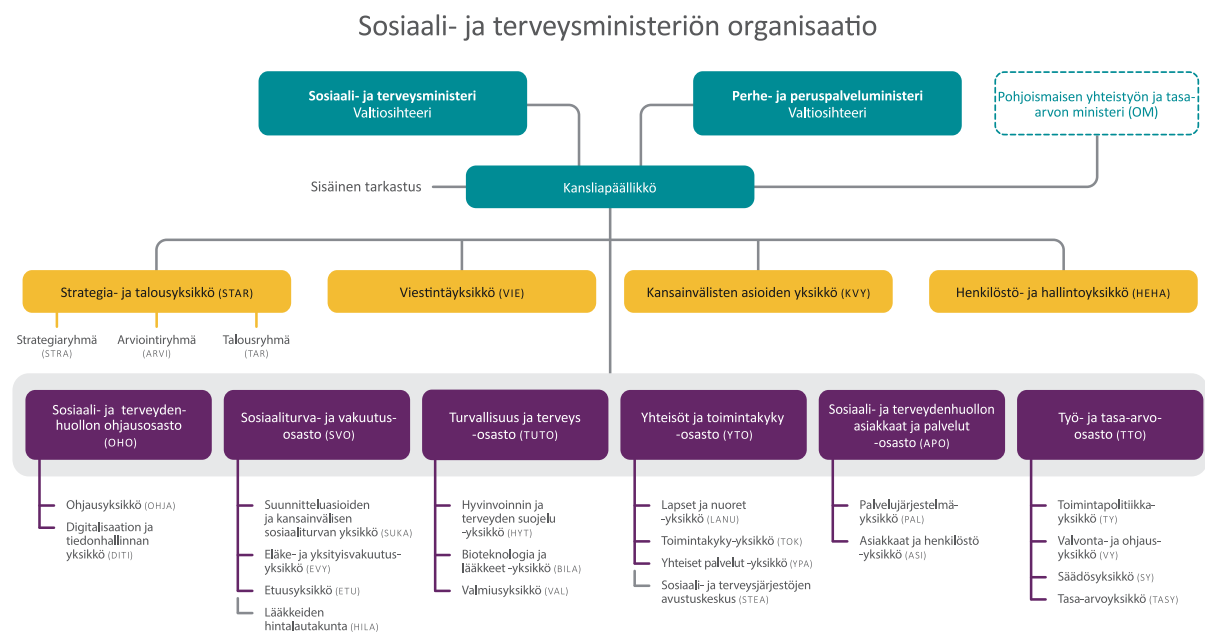 Sosiaali- ja terveysministeriön organisaatio
Sosiaali- ja terveysministeri
Valtiosihteeri
Perhe- ja peruspalveluministeri
Valtiosihteeri
Pohjoismaisen yhteistyön ja tasa-
arvon ministeri (OM)
Sisäinen tarkastus
Kansliapäällikkö
Strategia- ja talousyksikkö (STAR)
Viestintäyksikkö (VIE)
Kansainvälisten asioiden yksikkö (KVY)
Henkilöstö- ja hallintoyksikkö (HEHA)
Strategiaryhmä
(STRA)
Arviointiryhmä
(ARVI)
Talousryhmä
(TAR)
Sosiaali- ja terveyden-
huollon ohjausosasto
(OHO)
Sosiaaliturva- ja vakuutus-
osasto (SVO)
Turvallisuus ja terveys
-osasto (TUTO)
Yhteisöt ja toimintakyky
-osasto (YTO)
Sosiaali- ja terveydenhuollon
asiakkaat ja palvelut
-osasto (APO)
Työ- ja tasa-arvo-
osasto (TTO)
Ohjausyksikkö (OHJA)
Digitalisaation ja
tiedonhallinnan
yksikkö (DITI)
Suunnitteluasioiden
ja kansainvälisen
sosiaaliturvan yksikkö (SUKA)
Eläke- ja yksityisvakuutus-
yksikkö (EVY)
Etuusyksikkö (ETU)
Lääkkeiden
hintalautakunta (HILA)
Hyvinvoinnin ja
terveyden suojelu
-yksikkö (HYT)
Bioteknologia ja
lääkkeet -yksikkö (BILA)
Valmiusyksikkö (VAL)
Lapset ja nuoret
-yksikkö (LANU)
Toimintakyky-yksikkö (TOK)
Yhteiset palvelut -yksikkö (YPA)
Sosiaali- ja terveysjärjestöjen
avustuskeskus (STEA)
Palvelujärjestelmä-
yksikkö (PAL)
Asiakkaat ja henkilöstö
-yksikkö (ASI)
Toimintapolitiikka-
yksikkö (TY)
Valvonta- ja ohjaus-
yksikkö (VY)
Säädösyksikkö (SY)
Tasa-arvoyksikkö (TASY)